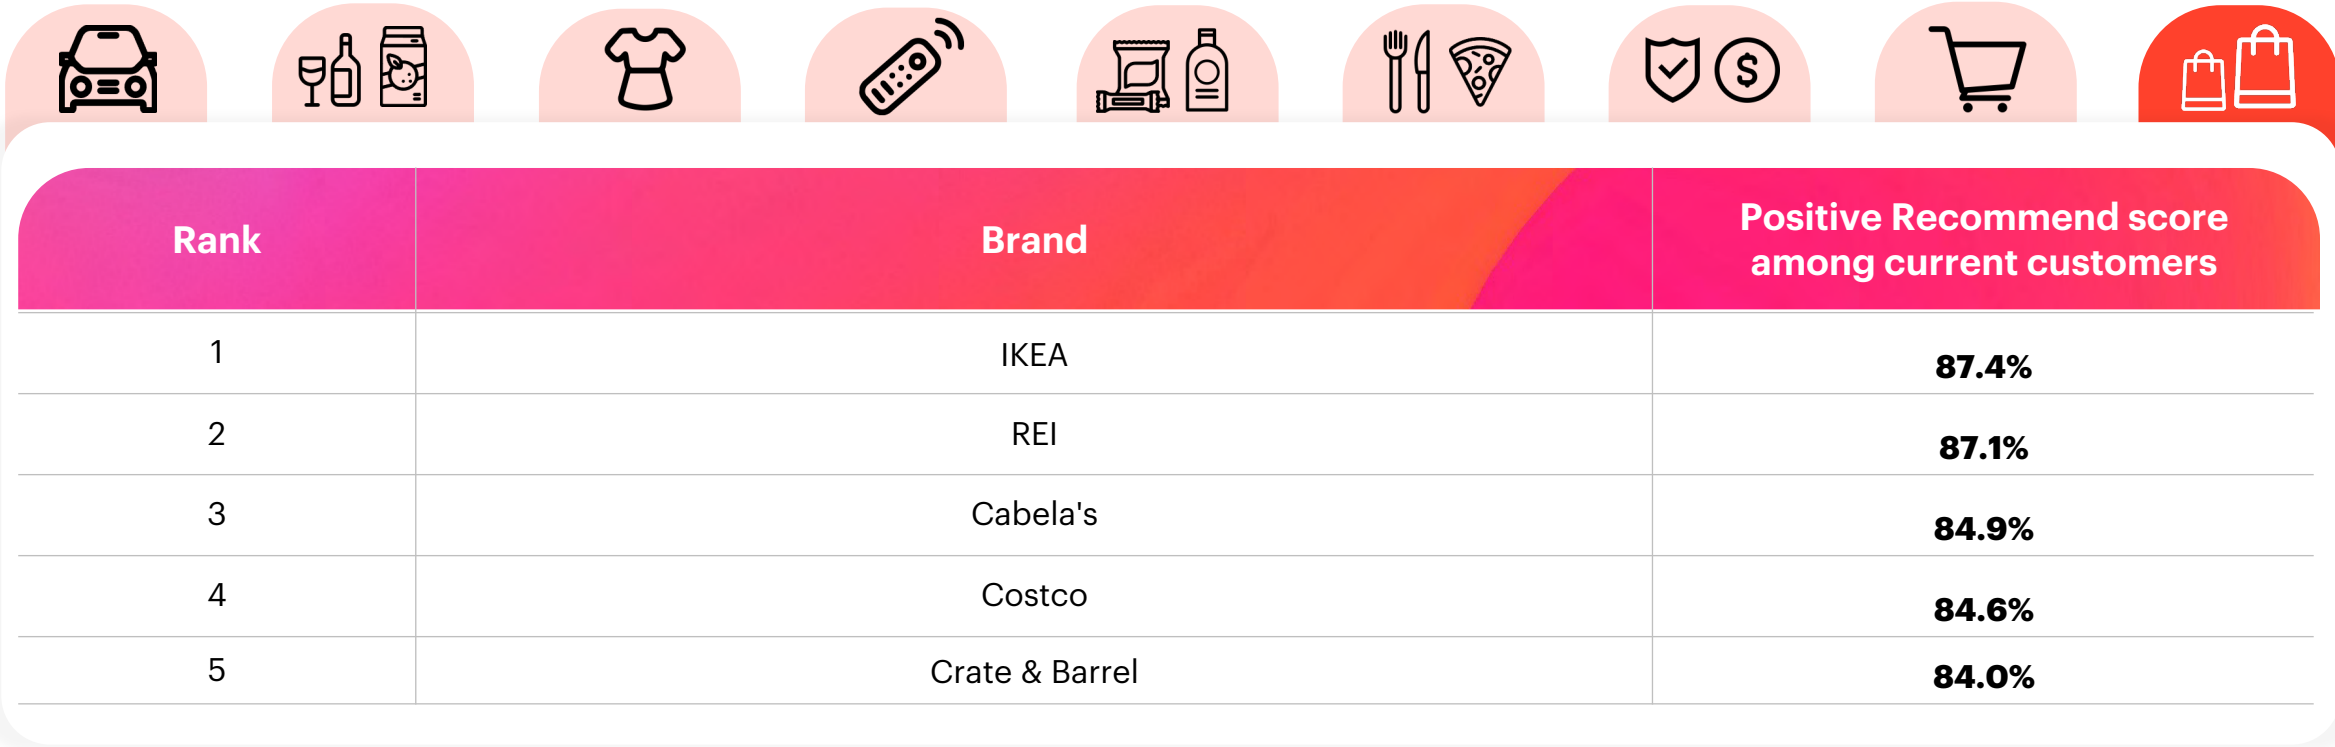 Rank
Brand
Positive Recommend score
among current customers
1
IKEA
87.4%
2
REI
87.1%
3
Cabela's
84.9%
4
Costco
84.6%
5
Crate & Barrel
84.0%